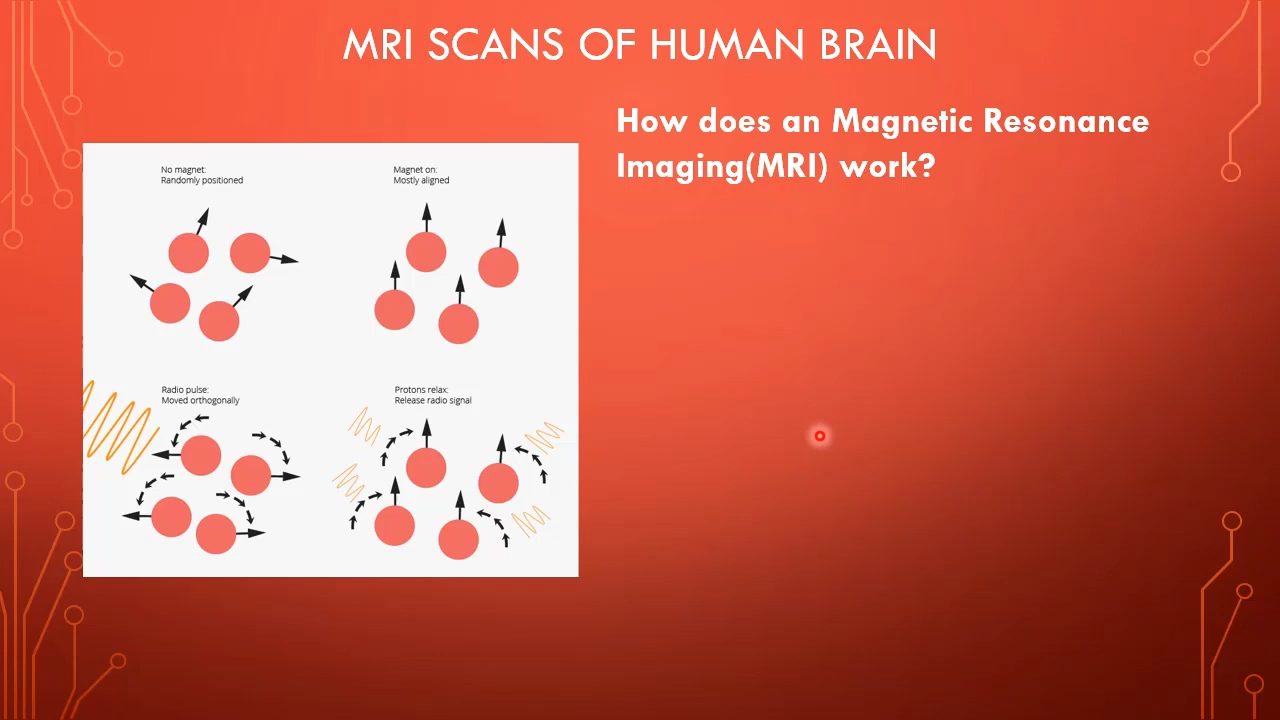 MRI SCANS OF HUMAN BRAIN
How does an Magnetic Resonance
Imaging(MRI) work?
No magnet:
Randomly positioned
Magnet on:
Mostly aligned
Radio pulse:
Moved orthogonally
Protons relax:
Release radio signal